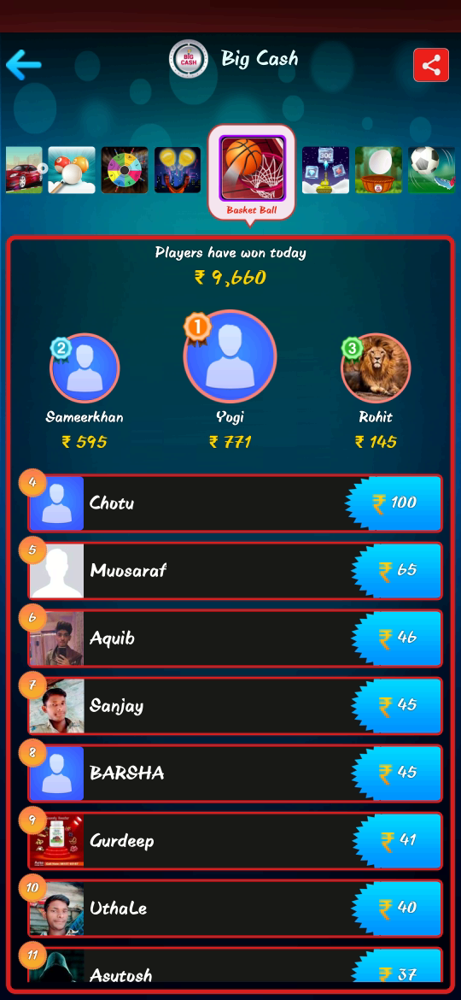 BIG
CASH
Big Cash
300
Basket Ball
Players have won today
₹ 9,660
2
1
3
Sameerkhan
Yogi
Rohit
₹ 595
₹ 771
₹ 145
4
Chotu
₹ 100
5
Muosaraf
₹ 65
6
Aquib
₹ 46
7
Sanjay
₹ 45
8
BARSHA
₹ 45
9
Gurdeep
₹ 41
10
UthaLe
₹ 40
11
Asutosh
₹ 37